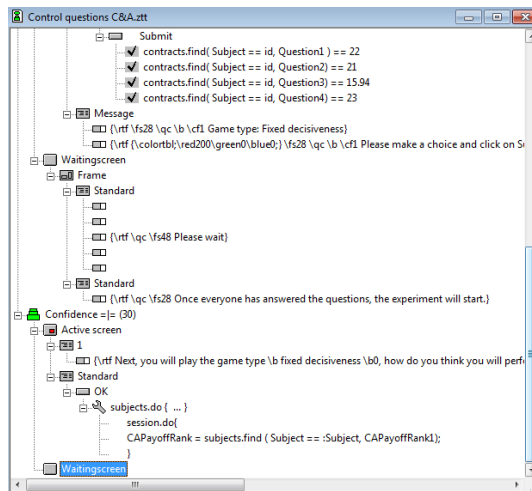 Control questions C&A.ztt
Submit
contracts.find( Subject == id, Question1 ) == 22
contracts.find( Subject == id, Question2) == 21
contracts.find( Subject == id, Question3) == 15.94
contracts.find( Subject == id, Question4) == 23
Message
{\rtf \fs28 \qc \b \cf1 Game type: Fixed decisiveness}
{\rtf {\colortbl;\red200\green0\blue0;} \fs28 \qc \b \cf1 Please make a choice and click on
Waitingscreen
Frame
Standard
{\rtf \qc \fs48 Please wait}
Standard
{\rtf \qc \fs28 Once everyone has answered the questions, the experiment will start.}
Confidence =|= (30)
Active screen
1
{\rtf Next, you will play the game type \b fixed decisiveness \b0, how do you think you will
Standard
OK
subjects.do { ... }
session.do{
CAPayoffRank = subjects.find ( Subject == :Subject, CAPayoffRank1);
}
Waitingscreen